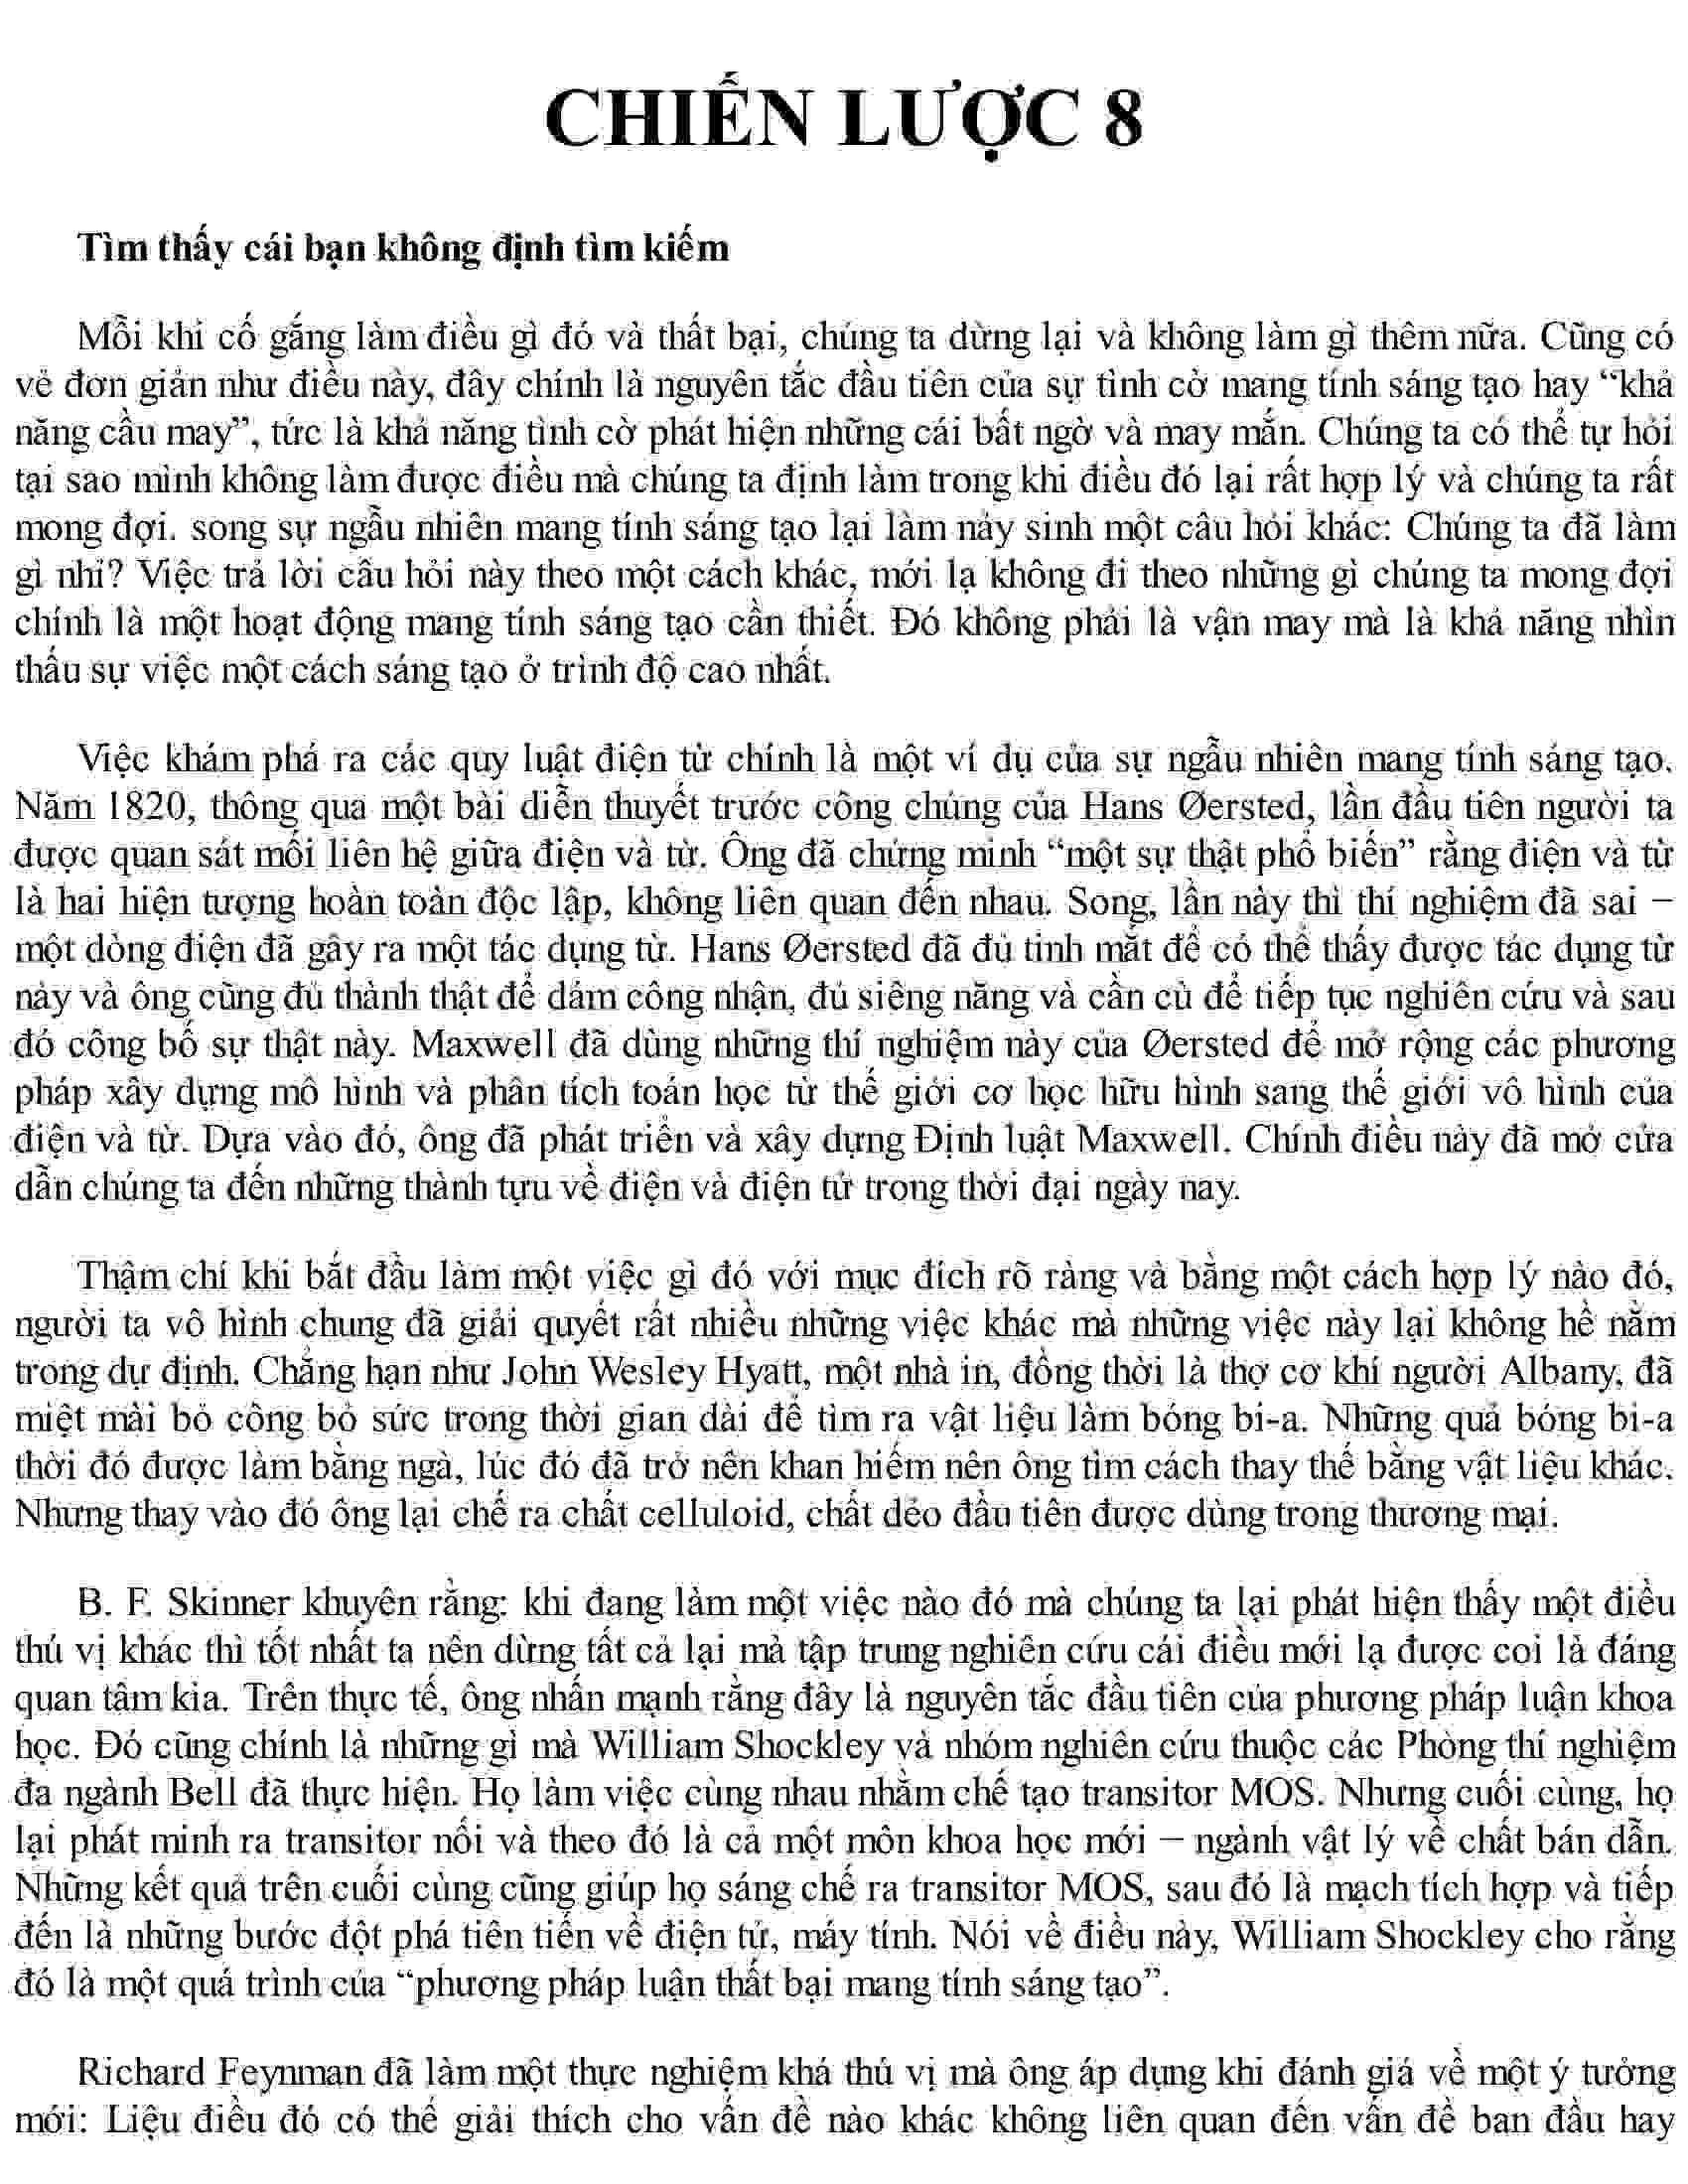 CHIẾN LƯỢC 8
Tìm thấy cái bạn không định tìm kiếm
Mỗi khi cố gắng làm điều gì đó và thất bại, chúng ta dừng lại và không làm gì thêm nữa. Cũng có
vẻ đơn giản như điều này, đây chính là nguyên tắc đầu tiên của sự tình cờ mang tính sáng tạo hay “khả
năng cầu may”, tức là khả năng tình cờ phát hiện những cái bất ngờ và may mắn. Chúng ta có thể tự hỏi
tại sao mình không làm được điều mà chúng ta định làm trong khi điều đó lại rất hợp lý và chúng ta rất
mong đợi. song sự ngẫu nhiên mang tính sáng tạo lại làm nảy sinh một câu hỏi khác: Chúng ta đã làm
gì nhỉ? Việc trả lời cấu hỏi này theo một cách khác, mới lạ không đi theo những gì chúng ta mong đợi
chính là một hoạt động mang tính sáng tạo cần thiết. Đó không phải là vận may mà là khả năng nhìn
thấu sự việc một cách sáng tạo ở trình độ cao nhất.
Việc khám phá ra các quy luật điện từ chính là một ví dụ của sự ngẫu nhiên mang tính sáng tạo.
Năm 1820, thông qua một bài diễn thuyết trước công chúng của Hans Øersted, lần đầu tiên người ta
được quan sát mối liên hệ giữa điện và từ. Ông đã chứng minh “một sự thật phổ biến” rằng điện và từ
là hai hiện tượng hoàn toàn độc lập, không liên quan đến nhau. Song, lần này thì thí nghiệm đã sai –
một dòng điện đã gây ra một tác dụng từ. Hans Øersted đã đủ tinh mắt để có thể thấy được tác dụng từ
này và ông cũng đủ thành thật để dám công nhận, đủ siêng năng và cần cù để tiếp tục nghiên cứu và sau
đó công bố sự thật này. Maxwell đã dùng những thí nghiệm này của Øersted để mở rộng các phương
pháp xây dựng mô hình và phân tích toán học từ thế giới cơ học hữu hình sang thế giới vô hình của
điện và từ. Dựa vào đó, ông đã phát triển và xây dựng Định luật Maxwell. Chính điều này đã mở cửa
dẫn chúng ta đến những thành tựu về điện và điện tử trong thời đại ngày nay.
Thậm chí khi bắt đầu làm một việc gì đó với mục đích rõ ràng và bằng một cách hợp lý nào đó,
người ta vô hình chung đã giải quyết rất nhiều những việc khác mà những việc này lại không hề nằm
trong dự định. Chẳng hạn như John Wesley Hyatt, một nhà in, đồng thời là thợ cơ khí người Albany, đã
miệt mài bỏ công bỏ sức trong thời gian dài để tìm ra vật liệu làm bóng bi-a. Những quả bóng bi-a
thời đó được làm bằng ngà, lúc đó đã trở nên khan hiếm nên ông tìm cách thay thế bằng vật liệu khác.
Nhưng thay vào đó ông lại chế ra chất celluloid, chất dẻo đầu tiên được dùng trong thương mại.
B. F. Skinner khuyên rằng: khi đang làm một việc nào đó mà chúng ta lại phát hiện thấy một điều
thú vị khác thì tốt nhất ta nên dừng tất cả lại mà tập trung nghiên cứu cái điều mới lạ được coi là đáng
quan tâm kia. Trên thực tế, ông nhấn mạnh rằng đây là nguyên tắc đầu tiên của phương pháp luận khoa
học. Đó cũng chính là những gì mà William Shockley và nhóm nghiên cứu thuộc các Phòng thí nghiệm
đa ngành Bell đã thực hiện. Họ làm việc cùng nhau nhằm chế tạo transitor MOS. Nhưng cuối cùng, họ
lại phát minh ra transitor nối và theo đó là cả một môn khoa học mới – ngành vật lý về chất bán dẫn.
Những kết quả trên cuối cùng cũng giúp họ sáng chế ra transitor MOS, sau đó là mạch tích hợp và tiếp
đến là những bước đột phá tiên tiến về điện tử, máy tính. Nói về điều này, William Shockley cho rằng
đó là một quá trình của “phương pháp luận thất bại mang tính sáng tạo”.
Richard Feynman đã làm một thực nghiệm khá thú vị mà ông áp dụng khi đánh giá về một ý tưởng
mới: Liệu điều đó có thể giải thích cho vấn đề nào khác không liên quan đến vấn đề ban đầu hay